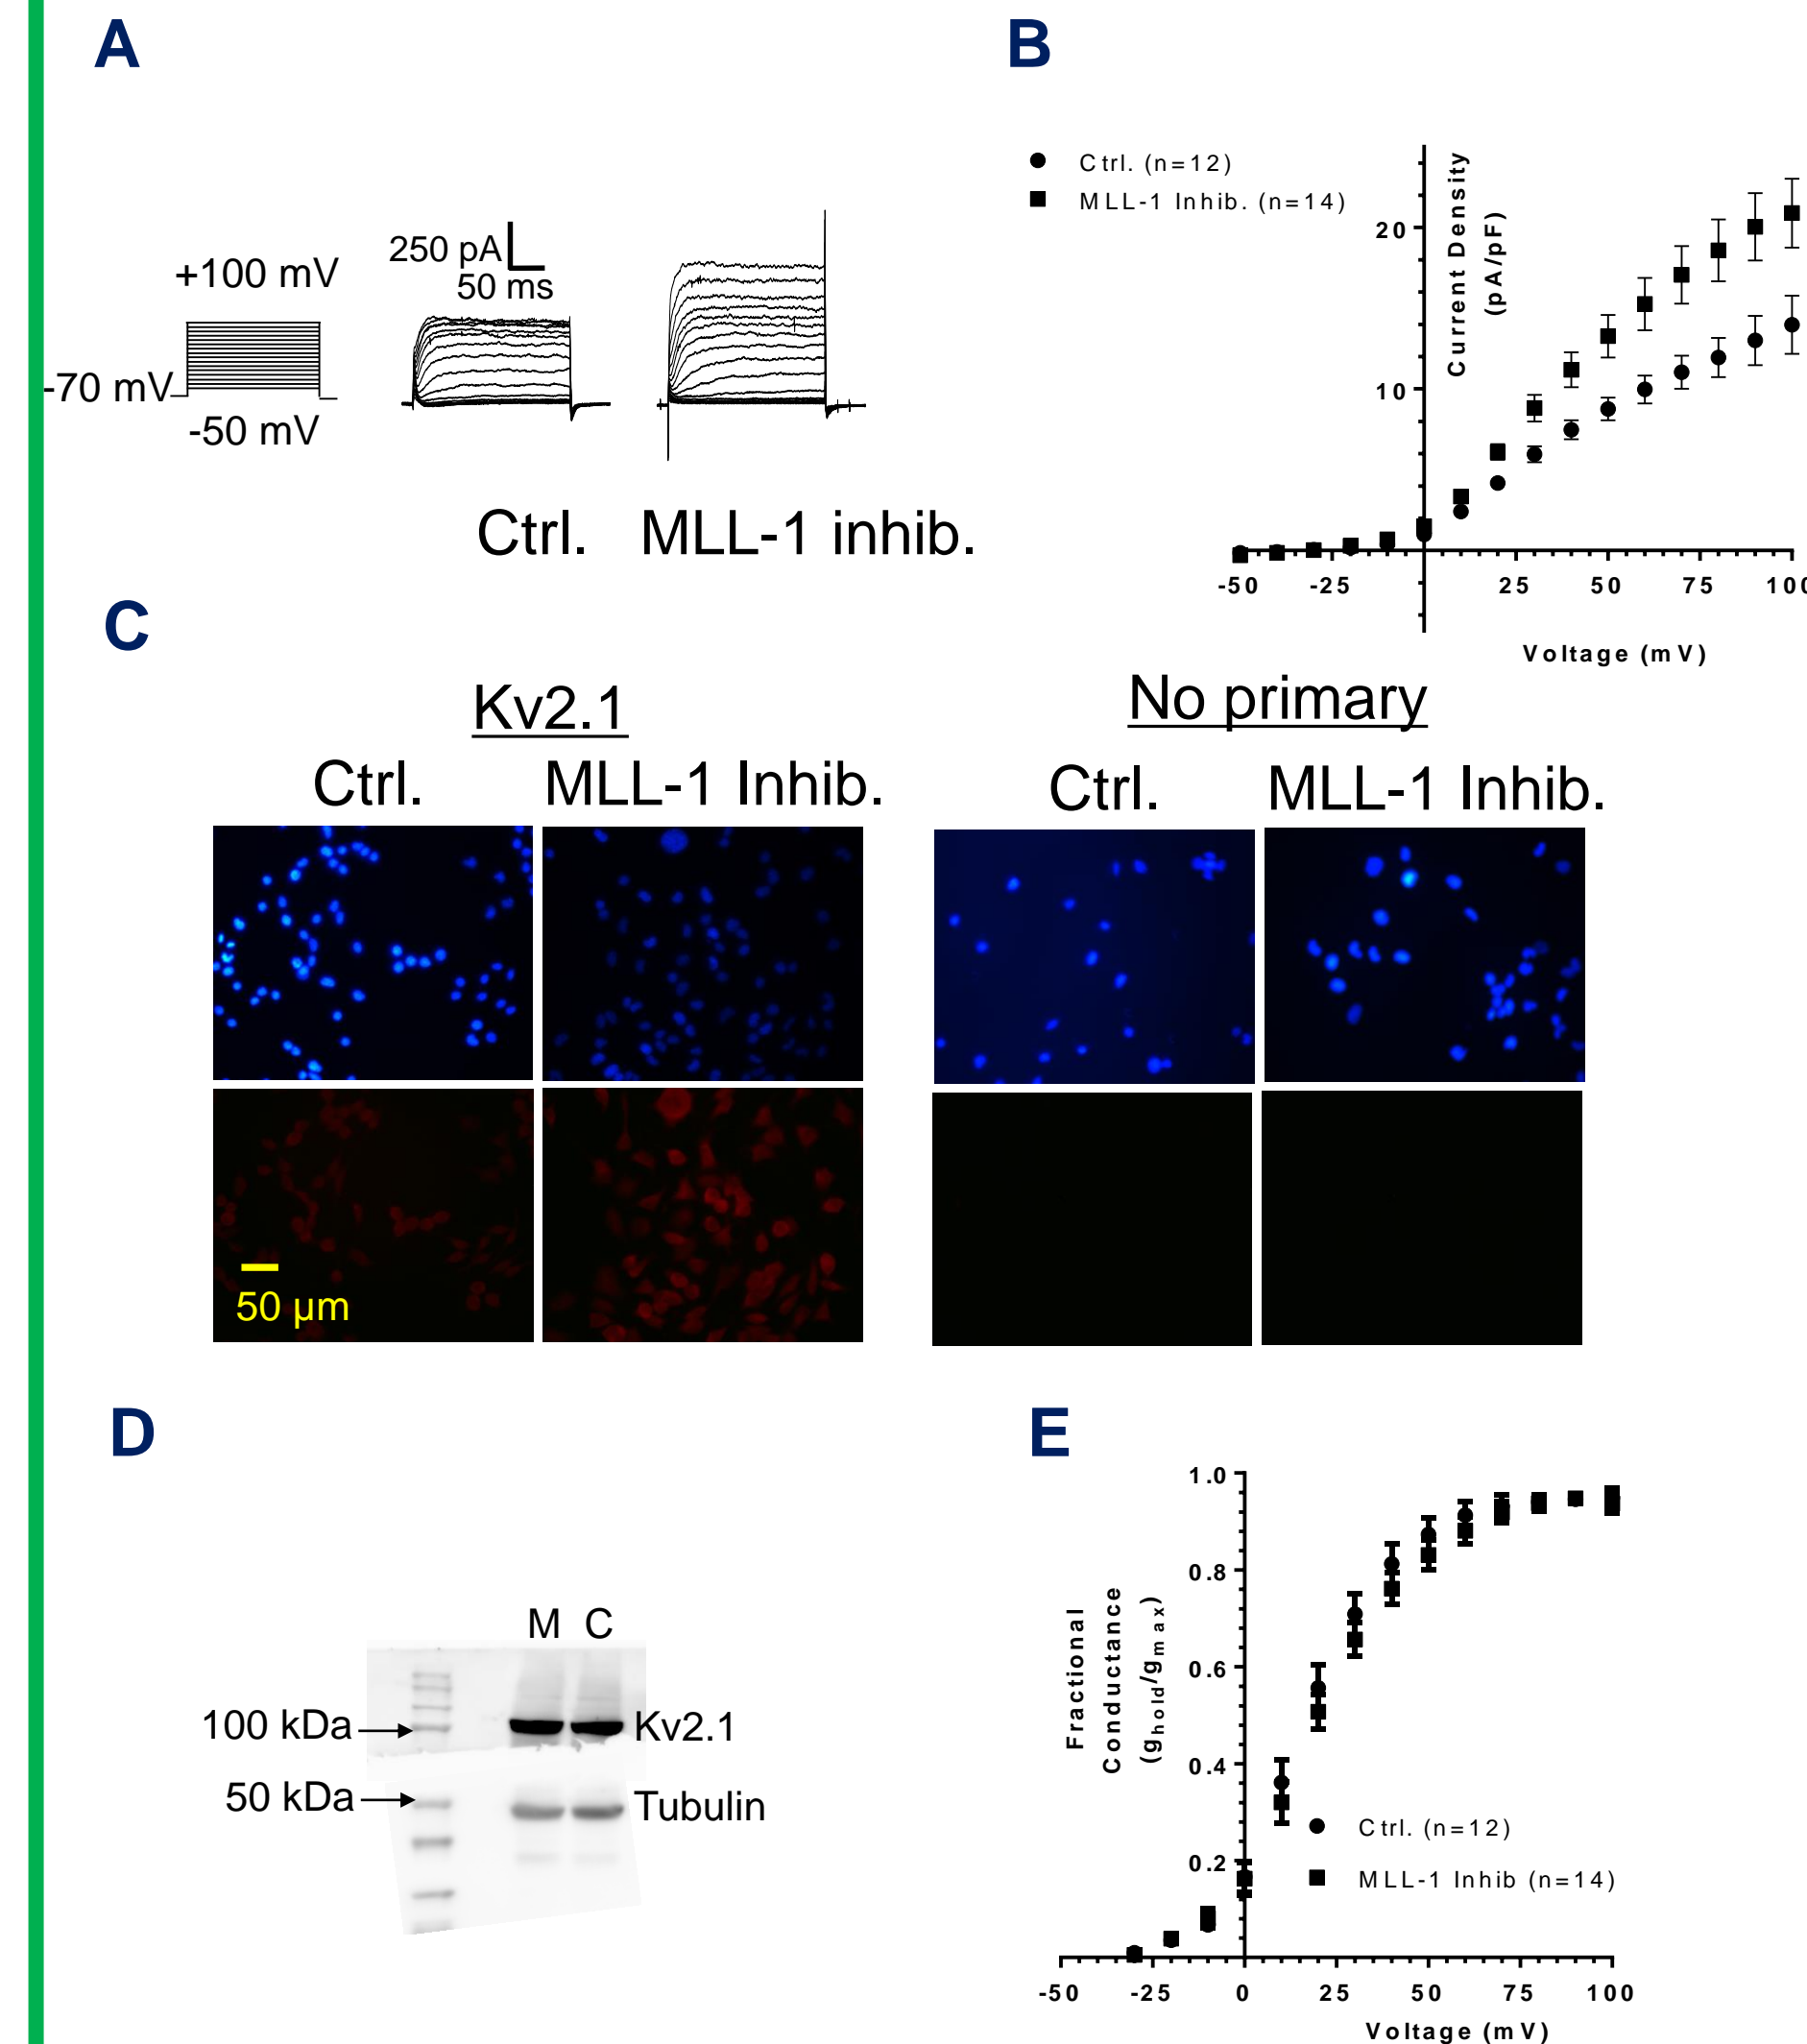 A
+100 mV
-70 mV
-50 mV
250 pA
50 ms
Ctrl.
MLL-1 inhib.
B
Ctrl. (n=12)
MLL-1 Inhib. (n=14)
Current Density
(pA/pF)
20
10
-50
-25
25
50
75
100
Voltage (mV)
C
Kv2.1
No primary
Ctrl.
MLL-1 Inhib.
Ctrl.
MLL-1 Inhib.
50 µm
D
M C
100 kDa
Kv2.1
50 kDa
Tubulin
E
Fractional
Conductance
(ghold/gmax)
1.0
0.8
0.6
0.4
0.2
Ctrl. (n=12)
MLL-1 Inhib (n=14)
-50
-25
0
25
50
75
100
Voltage (mV)